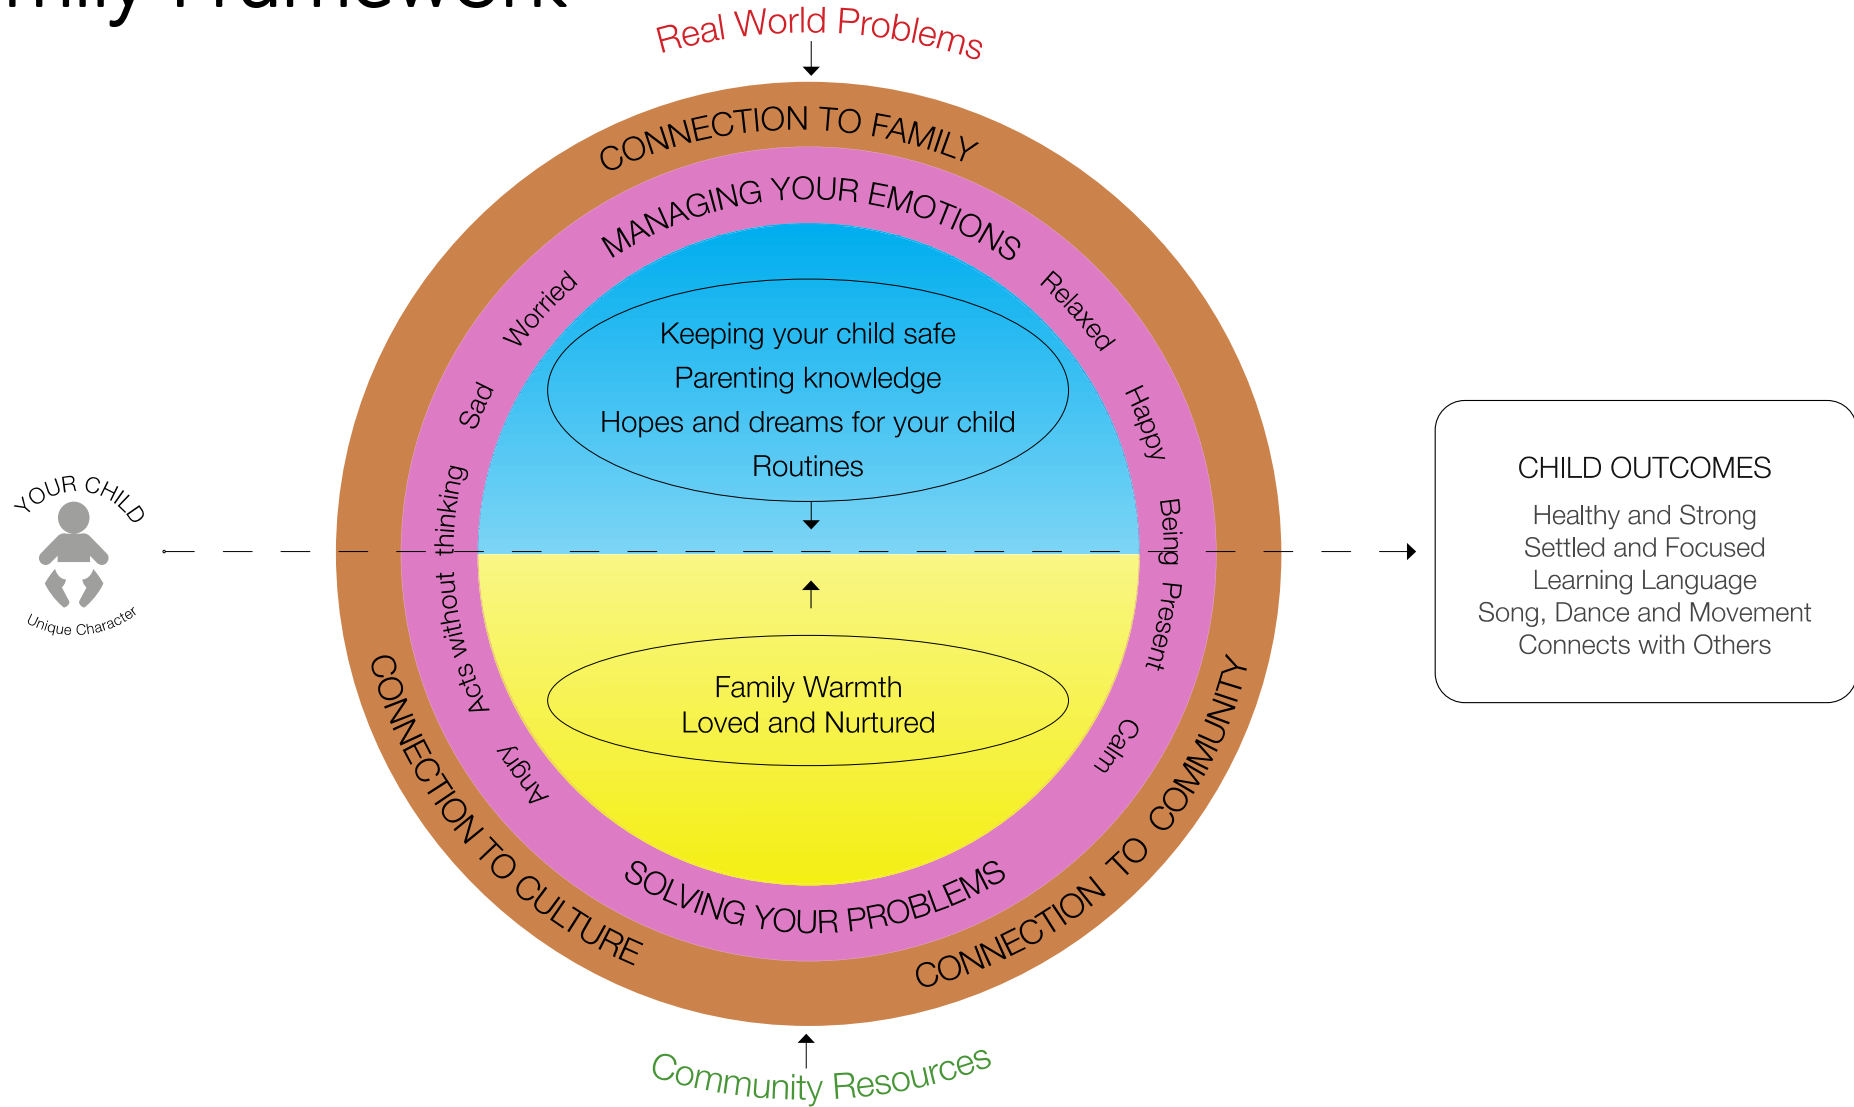 mily Framework
Real World Problems
CONNECTION TO FAMILY
MANAGING YOUR EMOTIONS
Worried
Sad
Acts without thinking
Angry
Relaxed
Happy
Being Present
Calm
Keeping your child safe
Parenting knowledge
Hopes and dreams for your child
Routines
Family Warmth
Loved and Nurtured
SOLVING YOUR PROBLEMS
CONNECTION TO CULTURE
CONNECTION TO COMMUNITY
Community Resources
YOUR CHILD
Unique Character
CHILD OUTCOMES
Healthy and Strong
Settled and Focused
Learning Language
Song, Dance and Movement
Connects with Others